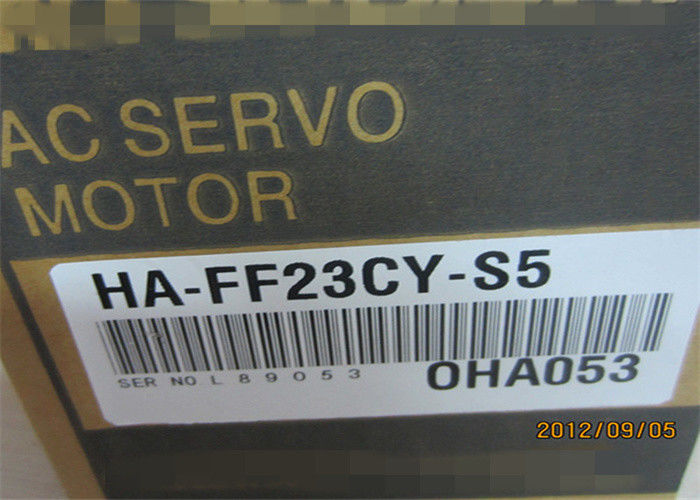 AC SERVO
MOTOR
HA-FF23CY-S5
SER NO. L 8 9 0 5 3
0HA053
2012/09/05